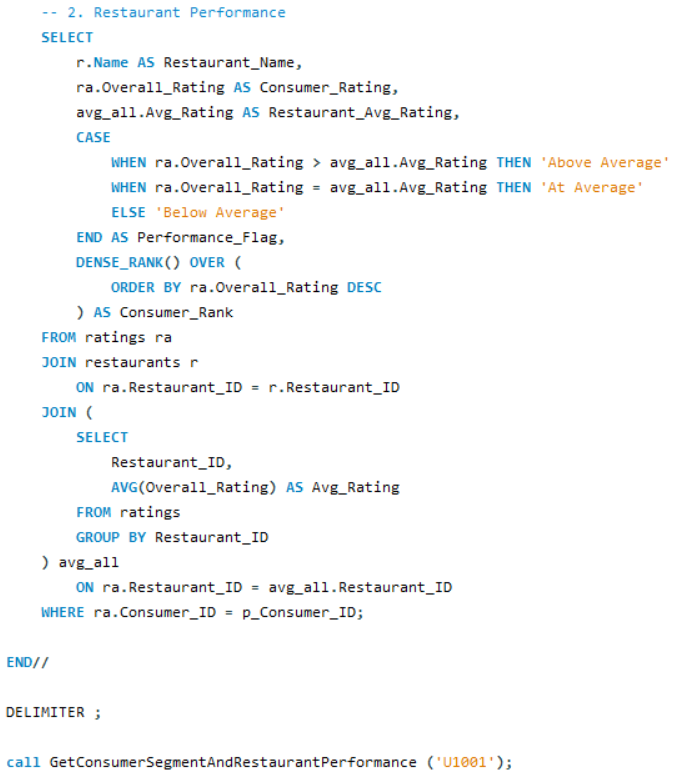 -- 2. Restaurant Performance
SELECT
r.Name AS Restaurant_Name,
ra.Overall_Rating AS Consumer_Rating,
avg_all.Avg_Rating AS Restaurant_Avg_Rating,
CASE
WHEN ra.Overall_Rating > avg_all.Avg_Rating THEN 'Above Average'
WHEN ra.Overall_Rating = avg_all.Avg_Rating THEN 'At Average'
ELSE 'Below Average'
END AS Performance_Flag,
DENSE_RANK() OVER (
ORDER BY ra.Overall_Rating DESC
) AS Consumer_Rank
FROM ratings ra
JOIN restaurants r
ON ra.Restaurant_ID = r.Restaurant_ID
JOIN (
SELECT
Restaurant_ID,
AVG(Overall_Rating) AS Avg_Rating
FROM ratings
GROUP BY Restaurant_ID
) avg_all
ON ra.Restaurant_ID = avg_all.Restaurant_ID
WHERE ra.Consumer_ID = p_Consumer_ID;
END//
DELIMITER ;
call GetConsumerSegmentAndRestaurantPerformance ('U1001');